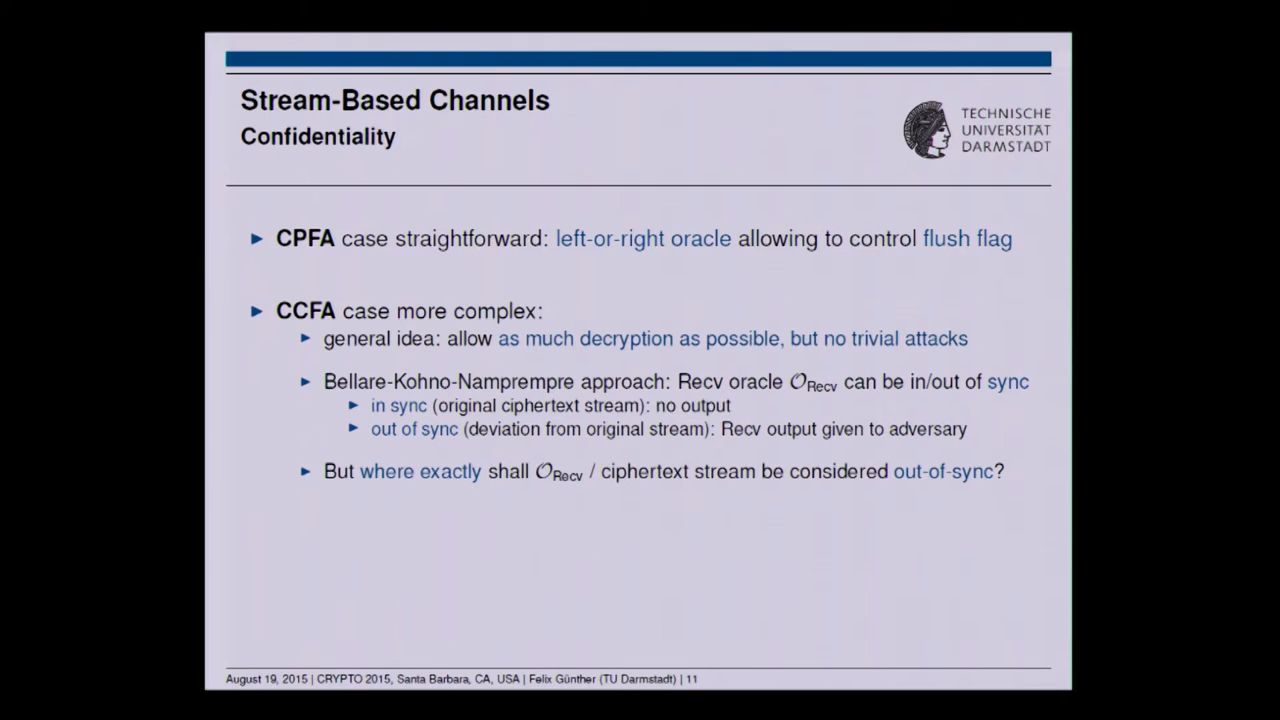 Stream-Based Channels
Confidentiality
TECHNISCHE
UNIVERSITÄT
DARMSTADT
► CPFA case straightforward: left-or-right oracle allowing to control flush flag
► CCFA case more complex:
► general idea: allow as much decryption as possible, but no trivial attacks
► Bellare-Kohno-Namprempre approach: Recv oracle 𝒪Recv can be in/out of sync
► in sync (original ciphertext stream): no output
► out of sync (deviation from original stream): Recv output given to adversary
► But where exactly shall 𝒪Recv / ciphertext stream be considered out-of-sync?
August 19, 2015 | CRYPTO 2015, Santa Barbara, CA, USA | Felix Günther (TU Darmstadt) | 11